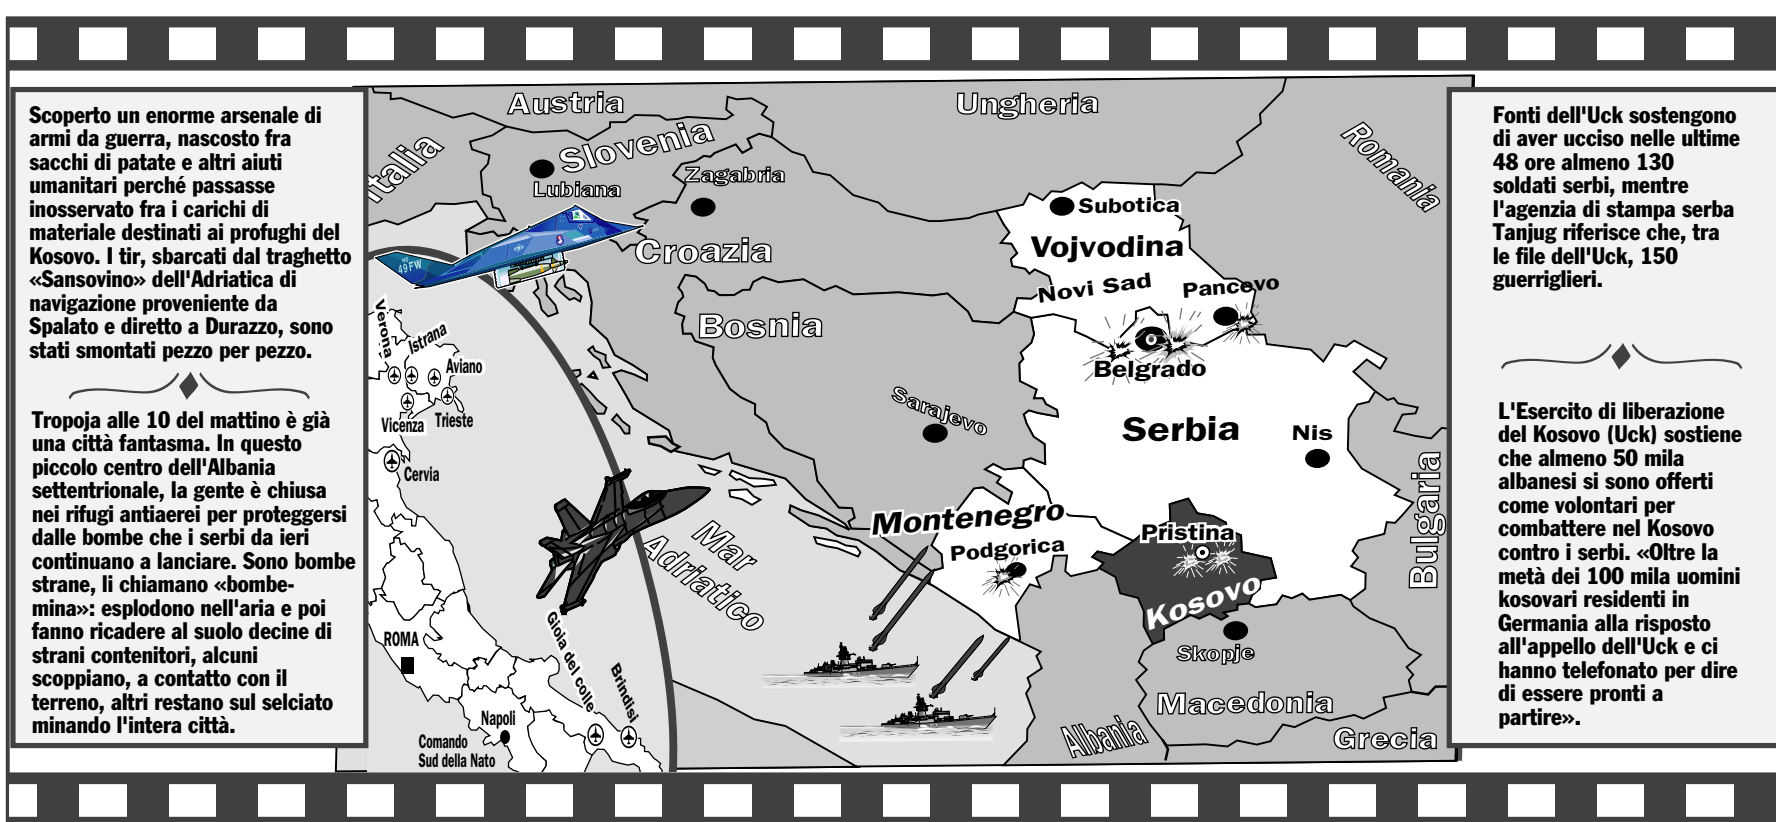 Scoperto un enorme arsenale di
armi da guerra, nascosto fra
sacchi di patate e altri aiuti
umanitari perché passasse
inosservato fra i carichi di
materiale destinati ai profughi del
Kosovo. I tir, sbarcati dal traghetto
«Sansovino» dell'Adriatica di
navigazione proveniente da
Spalato e diretto a Durazzo, sono
stati smontati pezzo per pezzo.
Tropoja alle 10 del mattino è già
una città fantasma. In questo
piccolo centro dell'Albania
settentrionale, la gente è chiusa
nei rifugi antiaerei per proteggersi
dalle bombe che i serbi da ieri
continuano a lanciare. Sono bombe
strane, li chiamano «bombe-
mina»: esplodono nell'aria e poi
fanno ricadere al suolo decine di
strani contenitori, alcuni
scoppiano, a contatto con il
terreno, altri restano sul selciato
minando l'intera città.
Austria
Ungheria
Italia
Slovenia
Lubiana
Zagabria
Romania
Croazia
49 FW
Subotica
Vojvodina
Novi Sad
Pancevo
Bosnia
Belgrado
Verona
Istrana
Aviano
Vicenza
Trieste
Cervia
Sarajevo
Serbia
Nis
Bulgaria
Montenegro
Podgorica
Pristina
Kosovo
Mar
Adriatico
ROMA
Gioia del colle
Brindisi
Napoli
Comando
Sud della Nato
Skopje
Macedonia
Albania
Grecia
Fonti dell'Uck sostengono
di aver ucciso nelle ultime
48 ore almeno 130
soldati serbi, mentre
l'agenzia di stampa serba
Tanjug riferisce che, tra
le file dell'Uck, 150
guerriglieri.
L'Esercito di liberazione
del Kosovo (Uck) sostiene
che almeno 50 mila
albanesi si sono offerti
come volontari per
combattere nel Kosovo
contro i serbi. «Oltre la
metà dei 100 mila uomini
kosovari residenti in
Germania alla risposto
all'appello dell'Uck e ci
hanno telefonato per dire
di essere pronti a
partire».